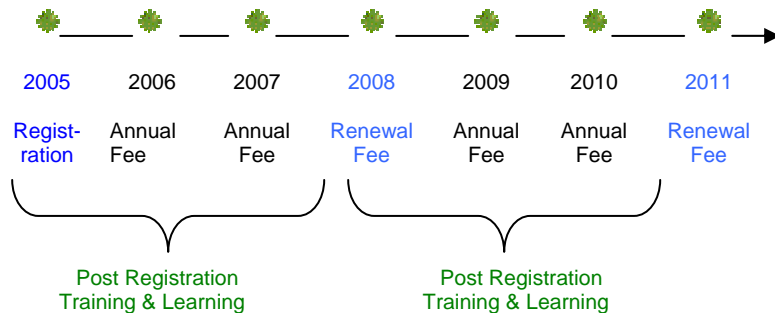 2005 2006 2007 2008 2009 2010 2011
Regist- Annual Annual Renewal Annual Annual Renewal
ration Fee Fee Fee Fee Fee Fee
Post Registration Post Registration
Training & Learning Training & Learning